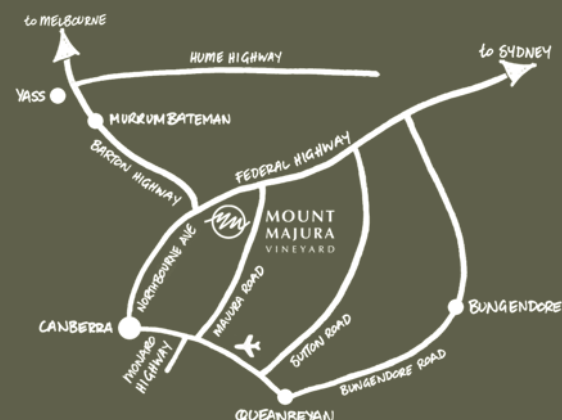 to MELBOURNE
HUME HIGHWAY
to SYDNEY
YASS
MURRUMBATEMAN
BARTON HIGHWAY
FEDERAL HIGHWAY
MOUNT
MAJURA
VINEYARD
NORTHBOURNE AVE
MAJURA ROAD
BUNGENDORE
CANBERRA
MONARO
HIGHWAY
SUTTON ROAD
BUNGENDORE ROAD
QUEANBEYAN